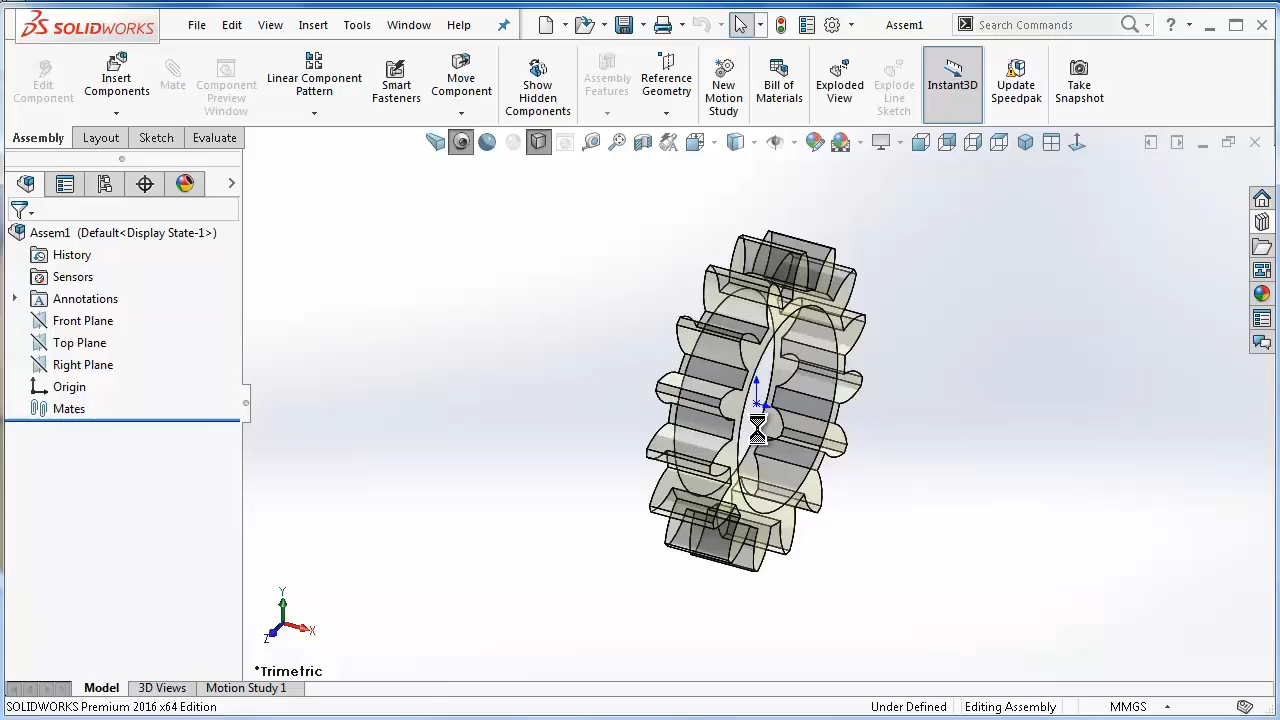 SOLIDWORKS
File Edit View Insert Tools Window Help
Assem1
Search Commands
?
Edit Component
Insert Components
Mate
Component Preview Window
Linear Component Pattern
Smart Fasteners
Move Component
Show Hidden Components
Assembly Features
Reference Geometry
New Motion Study
Bill of Materials
Exploded View
Explode Line Sketch
Instant3D
Update Speedpak
Take Snapshot
Assembly Layout Sketch Evaluate
Assem1 (Default<Display State-1>)
History
Sensors
Annotations
Front Plane
Top Plane
Right Plane
Origin
Mates
Y
X
Z
*Trimetric
Model 3D Views Motion Study 1
SOLIDWORKS Premium 2016 x64 Edition
Under Defined Editing Assembly MMGS